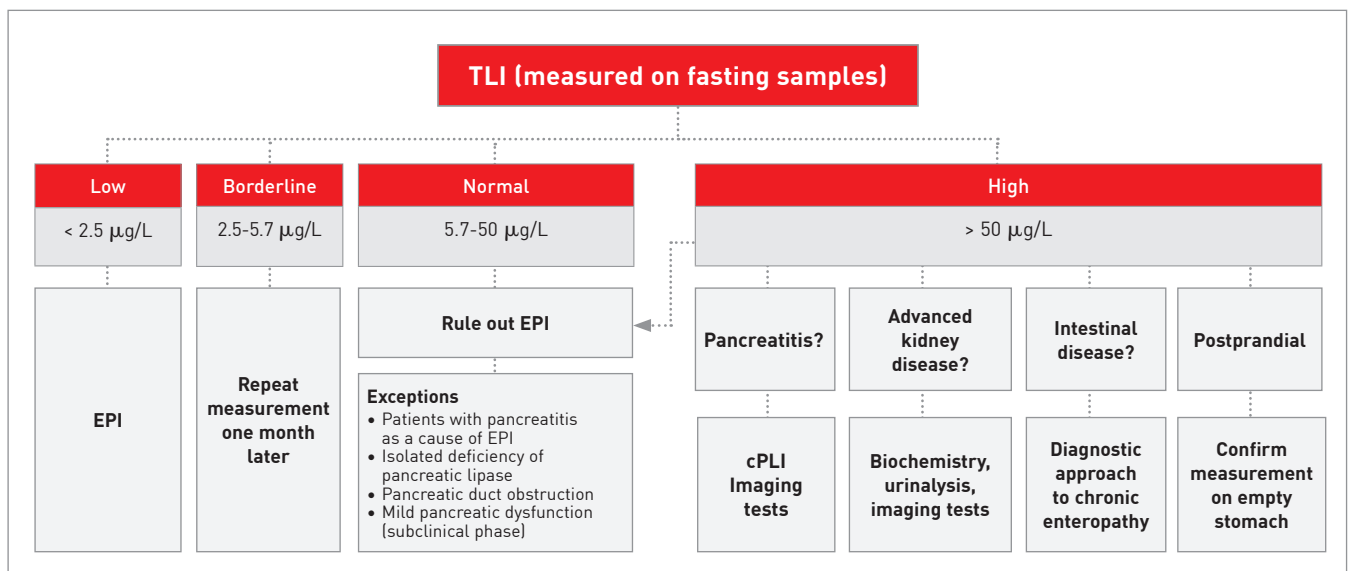 TLI (measured on fasting samples)
Low
< 2.5 μg/L
EPI
Borderline
2.5-5.7 μg/L
Repeat
measurement
one month
later
Normal
5.7-50 μg/L
Rule out EPI
Exceptions
• Patients with pancreatitis
as a cause of EPI
• Isolated deficiency of
pancreatic lipase
• Pancreatic duct obstruction
• Mild pancreatic dysfunction
(subclinical phase)
High
> 50 μg/L
Pancreatitis?
cPLI
Imaging
tests
Advanced
kidney
disease?
Biochemistry,
urinalysis,
imaging tests
Intestinal
disease?
Diagnostic
approach
to chronic
enteropathy
Postprandial
Confirm
measurement
on empty
stomach